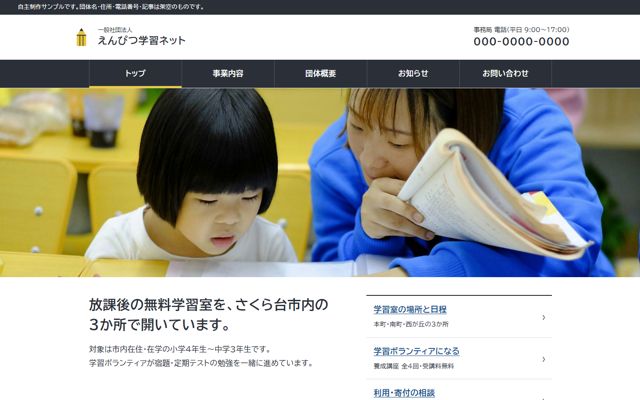 自主制作サンプルです。団体名・住所・電話番号・記事は架空のものです。
一般社団法人
えんぴつ学習ネット
事務局 電話（平日 9:00～17:00）
000-0000-0000
トップ
事業内容
団体概要
お知らせ
お問い合わせ
放課後の無料学習室を、さくら台市内の
3か所で開いています。
対象は市内在住・在学の小学4年生～中学3年生です。
学習ボランティアが宿題・定期テストの勉強を一緒に進めています。
学習室の場所と日程
本町・南町・西が丘の3か所
学習ボランティアになる
養成講座 全4回・受講料無料
利用・寄付の相談